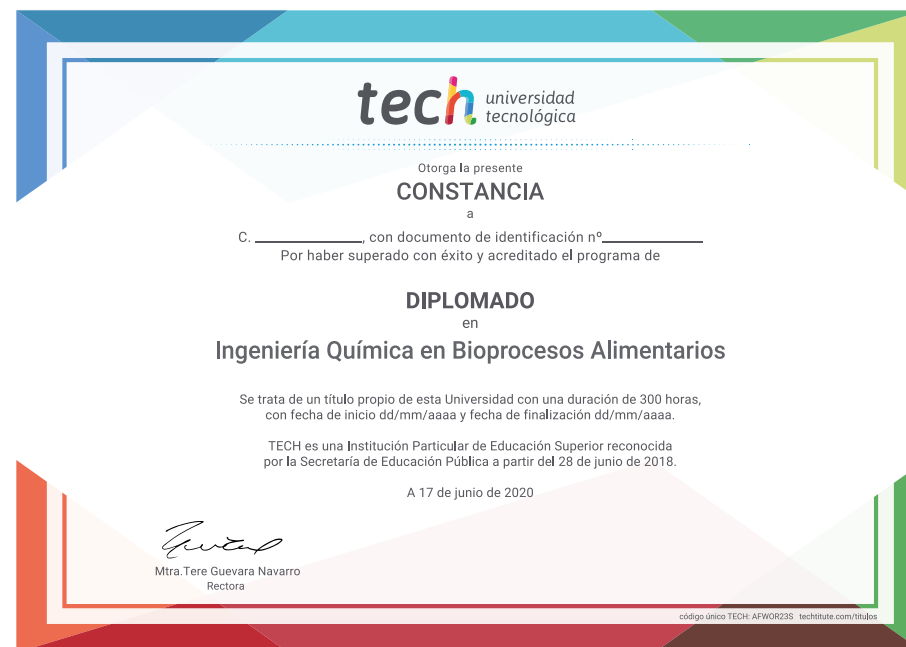 tech universidad
tecnológica
Otorga la presente
CONSTANCIA
a
C. ____________, con documento de identificación nº____________
Por haber superado con éxito y acreditado el programa de
DIPLOMADO
en
Ingeniería Química en Bioprocesos Alimentarios
Se trata de un título propio de esta Universidad con una duración de 300 horas,
con fecha de inicio dd/mm/aaaa y fecha de finalización dd/mm/aaaa.
TECH es una Institución Particular de Educación Superior reconocida
por la Secretaría de Educación Pública a partir del 28 de junio de 2018.
A 17 de junio de 2020
Mtra.Tere Guevara Navarro
Rectora
código único TECH: AFWOR23S techtitute.com/titulos